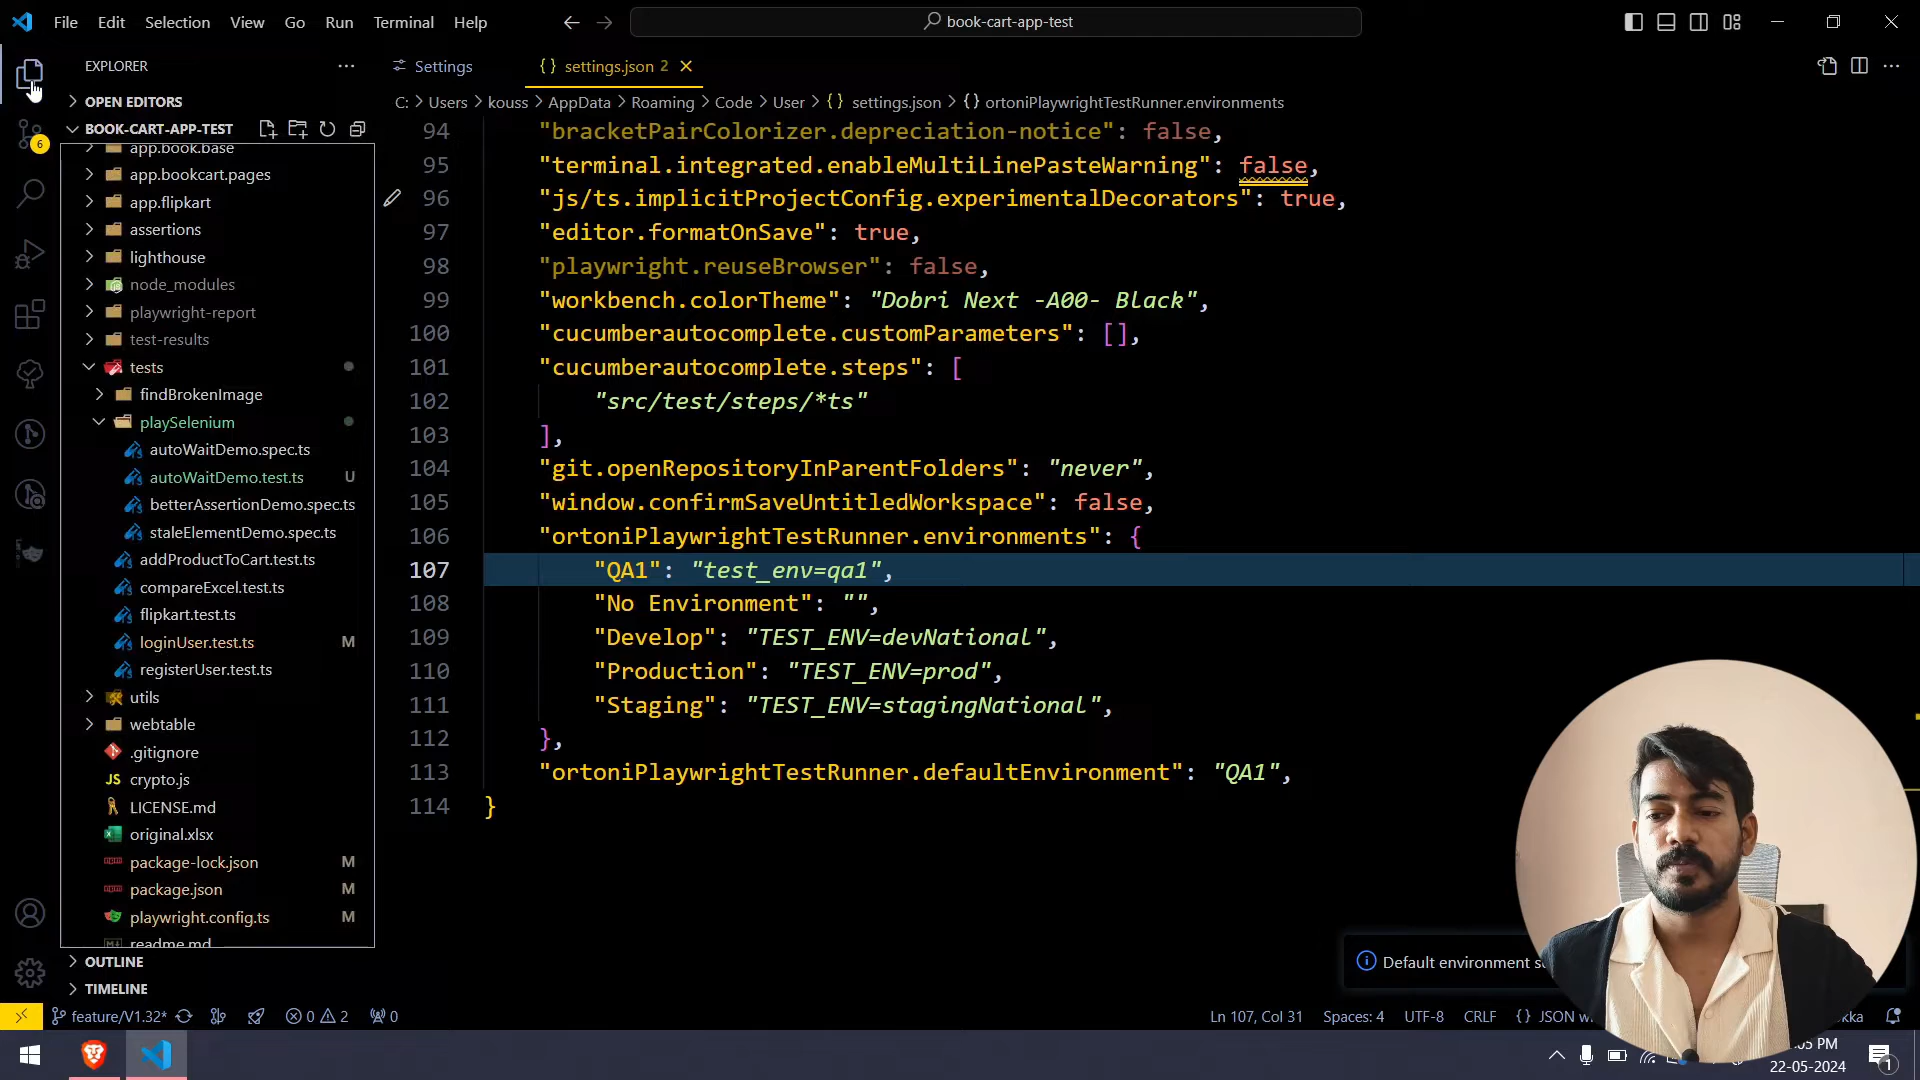 File Edit Selection View Go Run Terminal Help
book-cart-app-test
EXPLORER
OPEN EDITORS
BOOK-CART-APP-TEST
app.book.base
app.bookcart.pages
app.flipkart
assertions
lighthouse
node_modules
playwright-report
test-results
tests
findBrokenImage
playSelenium
autoWaitDemo.spec.ts
autoWaitDemo.test.ts U
betterAssertionDemo.spec.ts
staleElementDemo.spec.ts
addProductToCart.test.ts
compareExcel.test.ts
flipkart.test.ts
loginUser.test.ts M
registerUser.test.ts
utils
webtable
.gitignore
JS crypto.js
LICENSE.md
original.xlsx
package-lock.json M
package.json M
playwright.config.ts M
readme.md
OUTLINE
TIMELINE
6
Settings
{} settings.json 2
C: > Users > kouss > AppData > Roaming > Code > User > {} settings.json > {} ortoniPlaywrightTestRunner.environments
94 "bracketPairColorizer.depreciation-notice": false,
95 "terminal.integrated.enableMultiLinePasteWarning": false,
96 "js/ts.implicitProjectConfig.experimentalDecorators": true,
97 "editor.formatOnSave": true,
98 "playwright.reuseBrowser": false,
99 "workbench.colorTheme": "Dobri Next -A00- Black",
100 "cucumberautocomplete.customParameters": [],
101 "cucumberautocomplete.steps": [
102 "src/test/steps/*ts"
103 ],
104 "git.openRepositoryInParentFolders": "never",
105 "window.confirmSaveUntitledWorkspace": false,
106 "ortoniPlaywrightTestRunner.environments": {
107 "QA1": "test_env=qa1",
108 "No Environment": "",
109 "Develop": "TEST_ENV=devNational",
110 "Production": "TEST_ENV=prod",
111 "Staging": "TEST_ENV=stagingNational",
112 },
113 "ortoniPlaywrightTestRunner.defaultEnvironment": "QA1",
114 }
Default environment
feature/V1.32* 0 2 0
Ln 107, Col 31 Spaces: 4 UTF-8 CRLF {} JSON
PM
22-05-2024
1